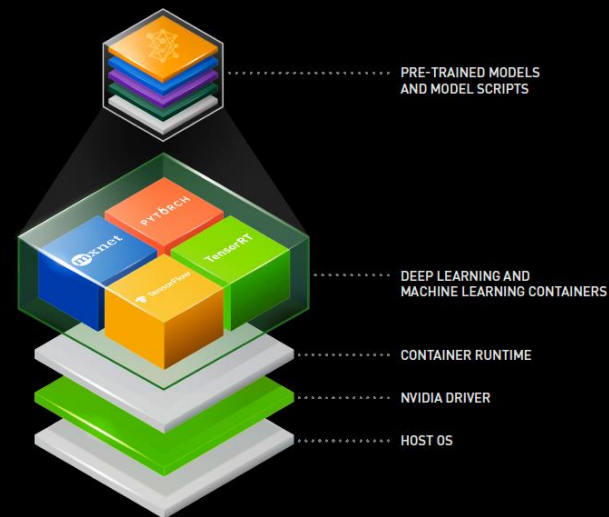 PRE-TRAINED MODELS
AND MODEL SCRIPTS
PYTORCH
mxnet
TensorRT
TensorFlow
DEEP LEARNING AND
MACHINE LEARNING CONTAINERS
CONTAINER RUNTIME
NVIDIA DRIVER
HOST OS